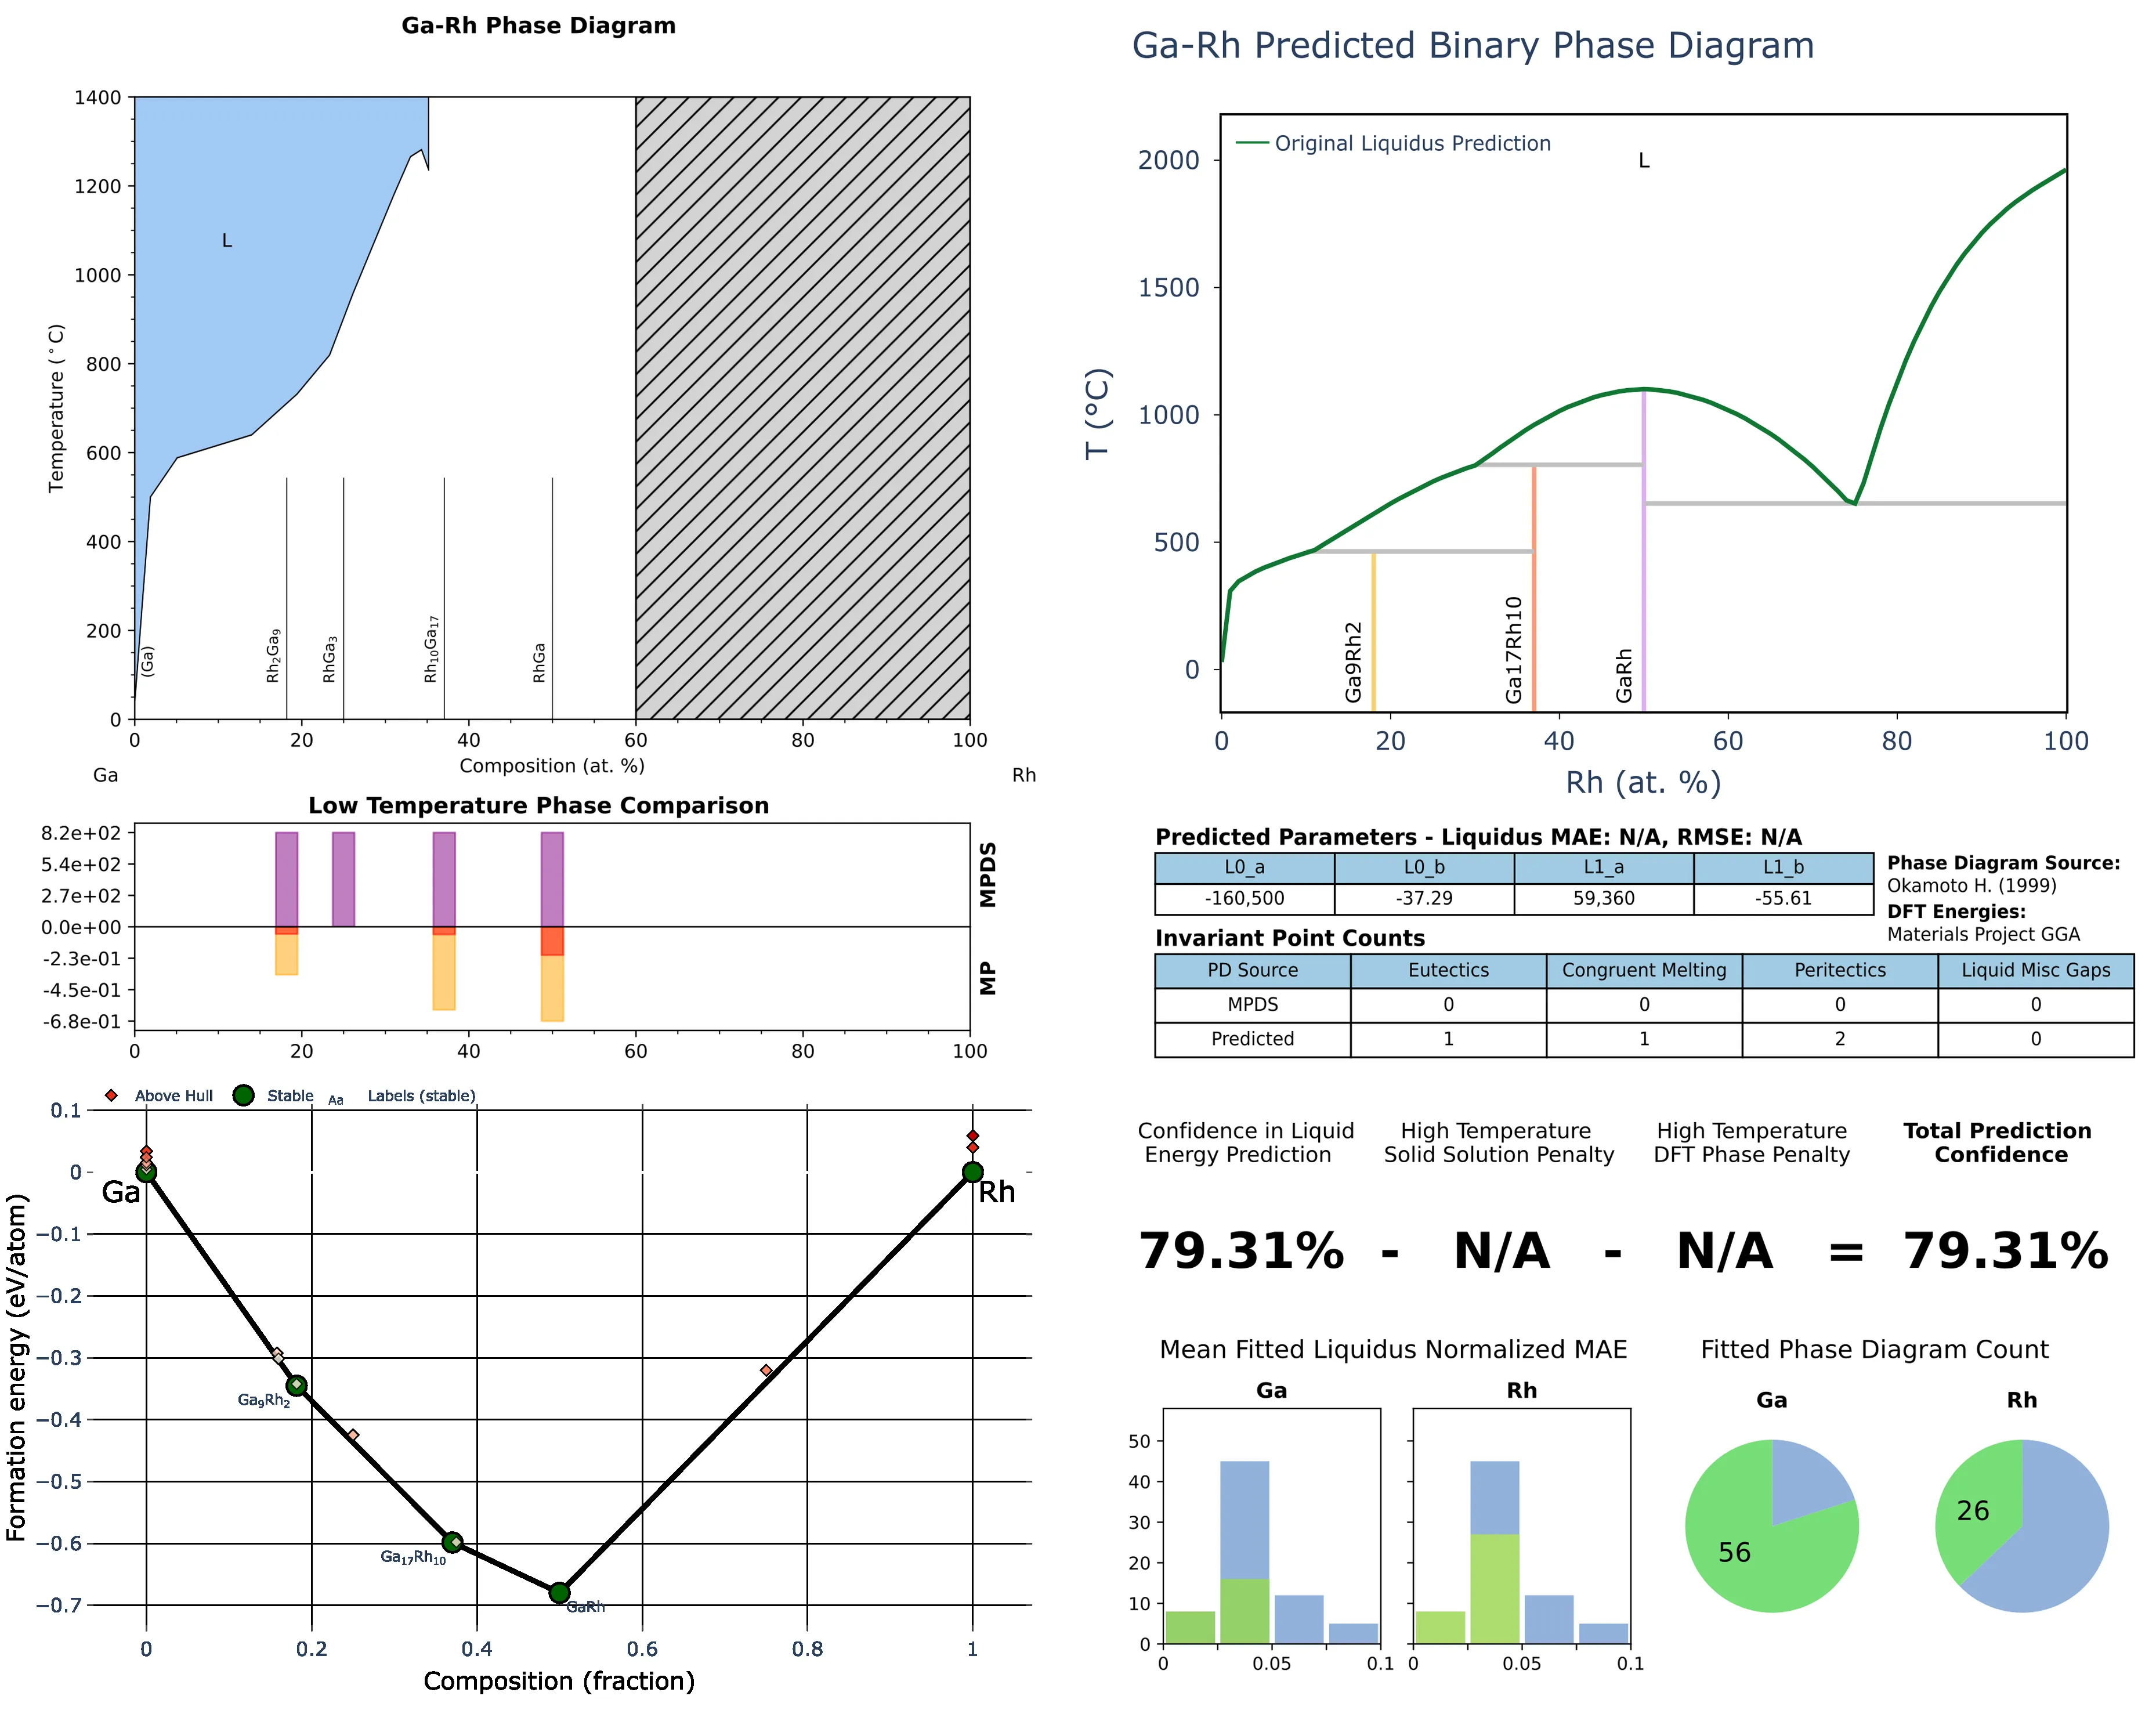 Ga-Rh Phase Diagram
1400
1200
1000
800
600
400
200
0
Temperature (°C)
L
(Ga)
Rh2Ga9
RhGa3
Rh10Ga17
RhGa
0 20 40 60 80 100
Composition (at. %)
Ga Rh
Low Temperature Phase Comparison
8.2e+02
5.4e+02
2.7e+02
0.0e+00
-2.3e-01
-4.5e-01
-6.8e-01
MPDS
MP
0 20 40 60 80 100
Above Hull Stable Aa Labels (stable)
0.1
0
−0.1
−0.2
−0.3
−0.4
−0.5
−0.6
−0.7
Formation energy (eV/atom)
Ga
Rh
Ga9Rh2
Ga17Rh10
GaRh
0 0.2 0.4 0.6 0.8 1
Composition (fraction)
Ga-Rh Predicted Binary Phase Diagram
Original Liquidus Prediction
L
2000
1500
1000
500
0
T (°C)
Ga9Rh2
Ga17Rh10
GaRh
0 20 40 60 80 100
Rh (at. %)
Predicted Parameters - Liquidus MAE: N/A, RMSE: N/A
L0_a L0_b L1_a L1_b
-160,500 -37.29 59,360 -55.61
Phase Diagram Source:
Okamoto H. (1999)
DFT Energies:
Materials Project GGA
Invariant Point Counts
PD Source Eutectics Congruent Melting Peritectics Liquid Misc Gaps
MPDS 0 0 0 0
Predicted 1 1 2 0
Confidence in Liquid
Energy Prediction
High Temperature
Solid Solution Penalty
High Temperature
DFT Phase Penalty
Total Prediction
Confidence
79.31% - N/A - N/A = 79.31%
Mean Fitted Liquidus Normalized MAE
Ga
Rh
50
40
30
20
10
0
0 0.05 0.1
0 0.05 0.1
Fitted Phase Diagram Count
Ga
56
Rh
26